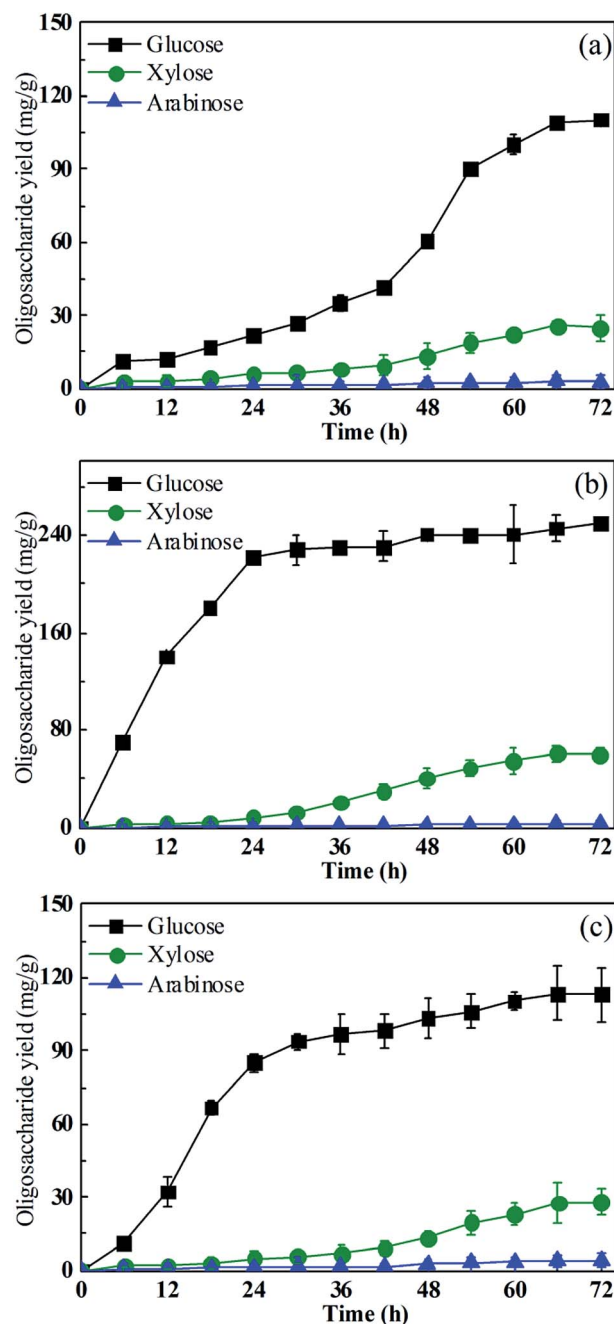 (a)
Glucose
Xylose
Arabinose
Oligosaccharide yield (mg/g)
150
120
90
60
30
0
0 12 24 36 48 60 72
Time (h)
(b)
Glucose
Xylose
Arabinose
Oligosaccharide yield (mg/g)
240
160
80
0
0 12 24 36 48 60 72
Time (h)
(c)
Glucose
Xylose
Arabinose
Oligosaccharide yield (mg/g)
150
120
90
60
30
0
0 12 24 36 48 60 72
Time (h)